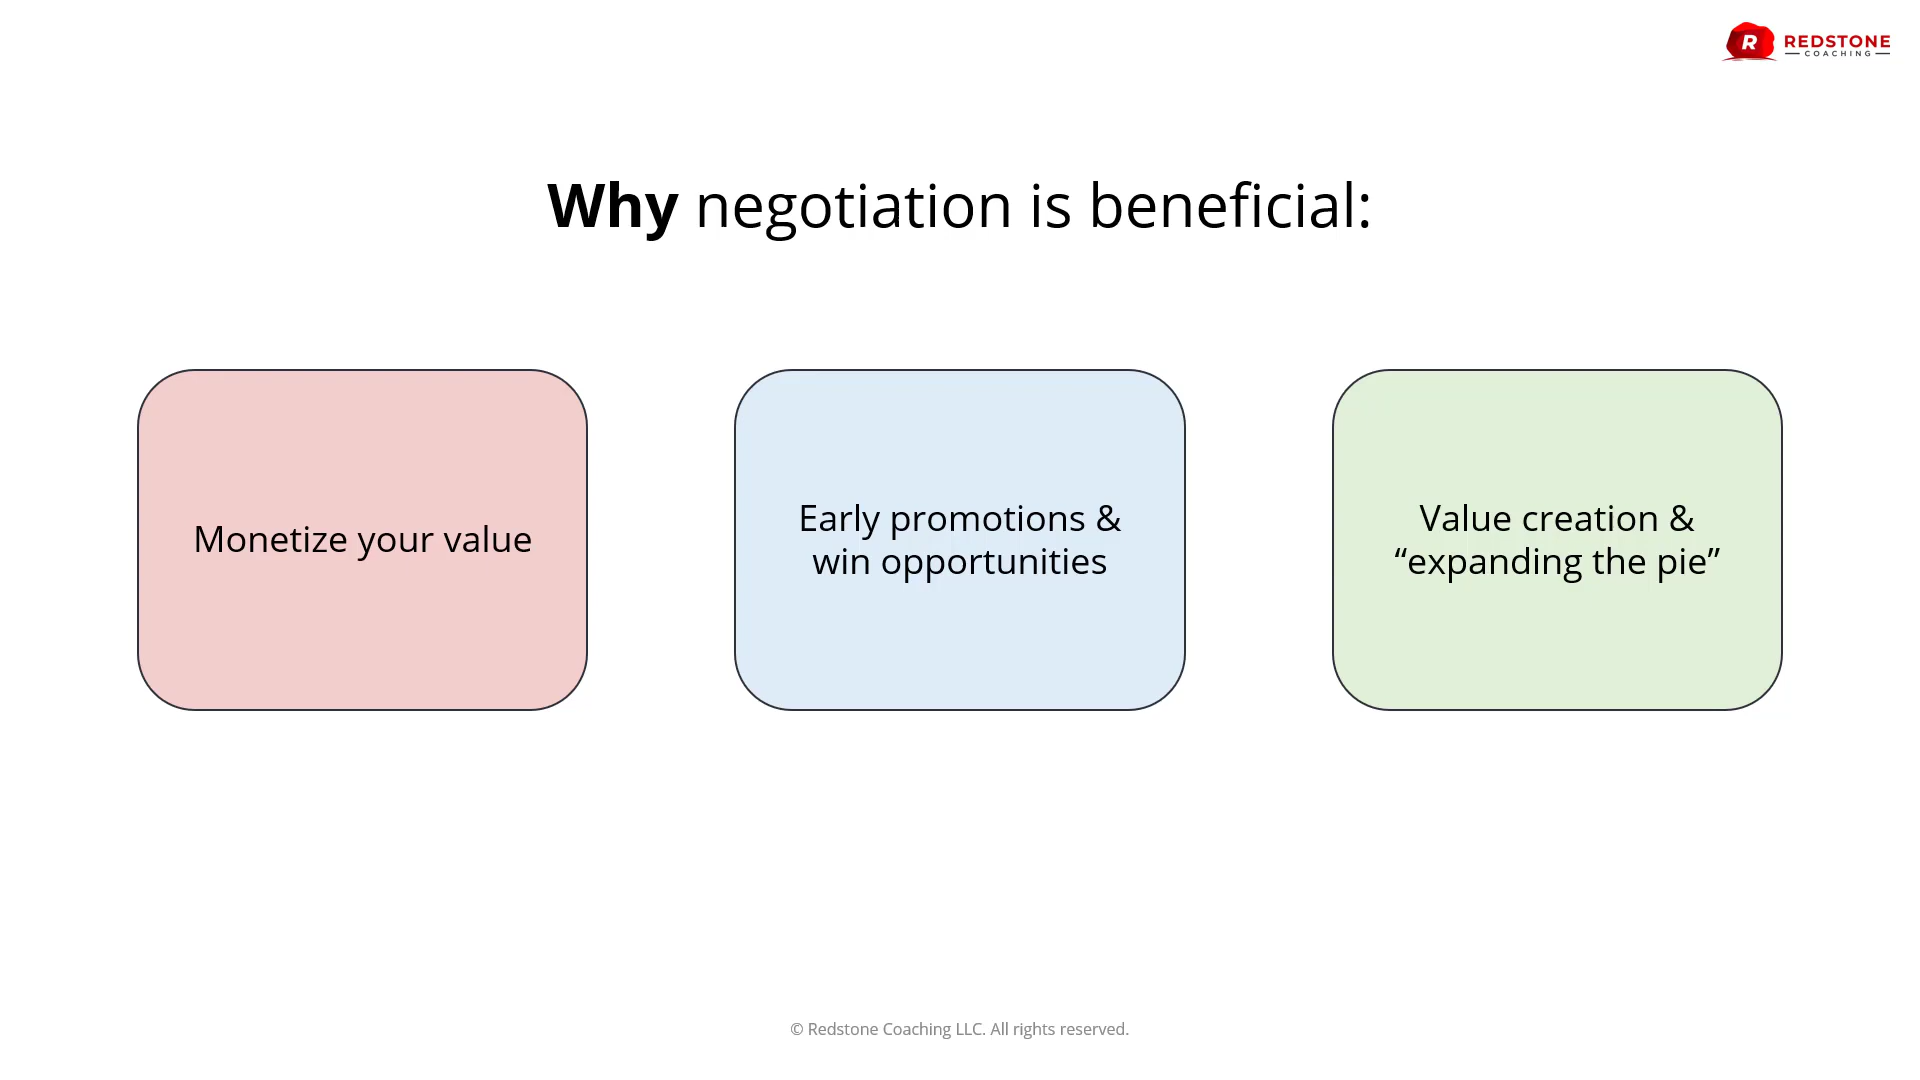 R
REDSTONE
COACHING
Why negotiation is beneficial:
Monetize your value
Early promotions &
win opportunities
Value creation &
“expanding the pie”
© Redstone Coaching LLC. All rights reserved.